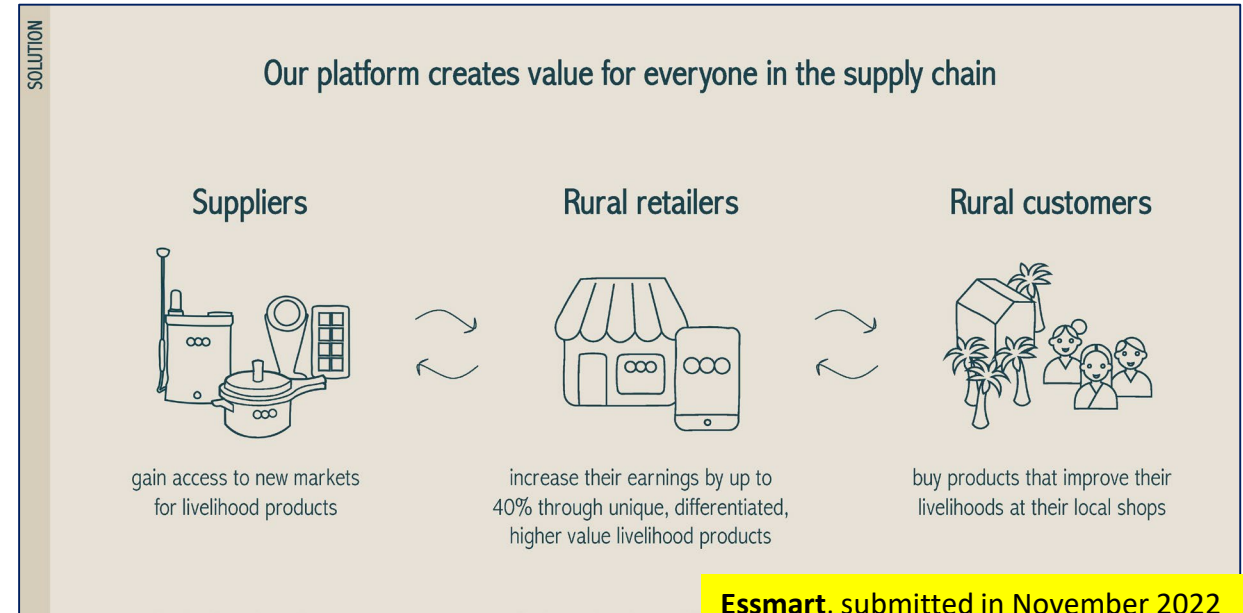 SOLUTION
Our platform creates value for everyone in the supply chain
Suppliers
Rural retailers
Rural customers
gain access to new markets
for livelihood products
increase their earnings by up to
40% through unique, differentiated,
higher value livelihood products
buy products that improve their
livelihoods at their local shops
Essmart, submitted in November 2022